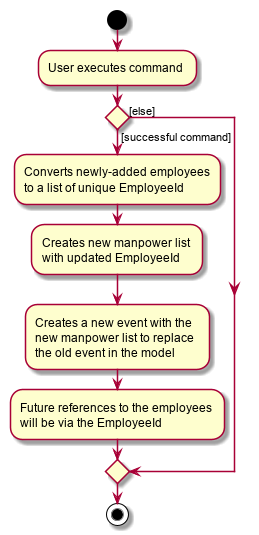 User executes command
[else]
[successful command]
Converts newly-added employees
to a list of unique EmployeeId
Creates new manpower list
with updated EmployeeId
Creates a new event with the
new manpower list to replace
the old event in the model
Future references to the employees
will be via the EmployeeId